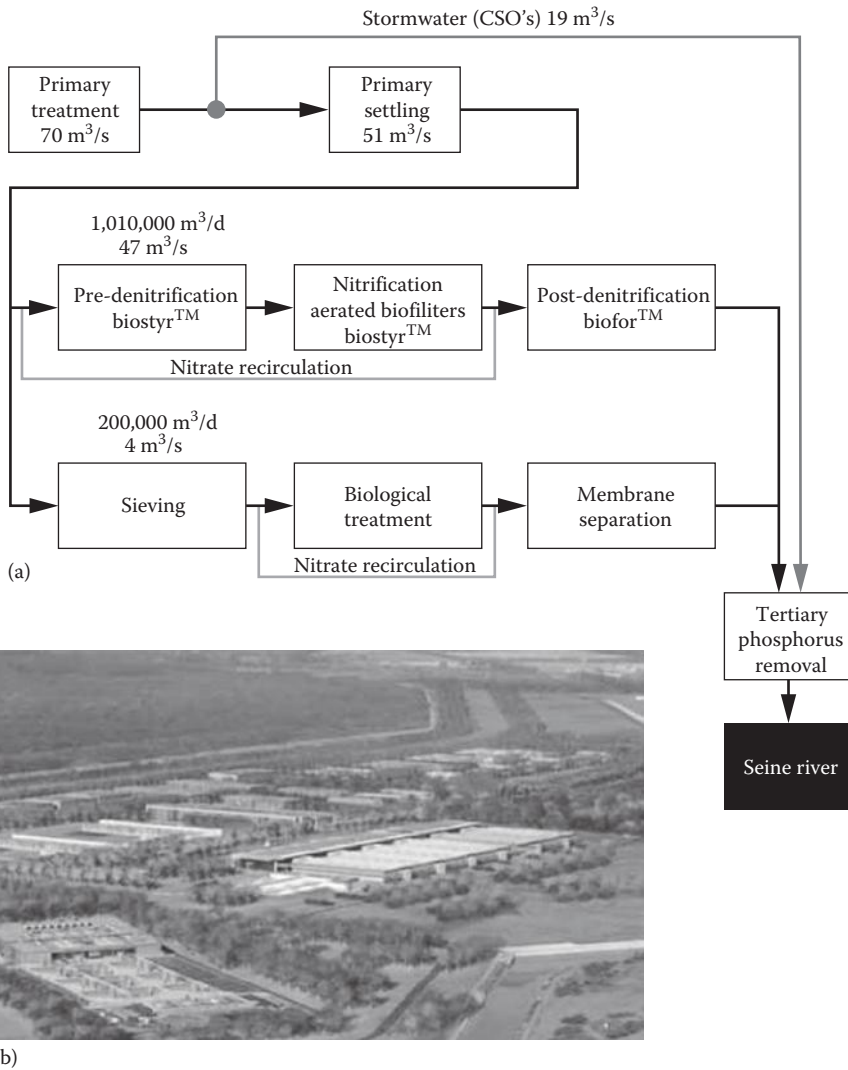 Stormwater (CSO's) 19 m³/s
Primary
treatment
70 m³/s
Primary
settling
51 m³/s
1,010,000 m³/d
47 m³/s
Pre-denitrification
biostyr™
Nitrification
aerated biofiliters
biostyr™
Post-denitrification
biofor™
Nitrate recirculation
200,000 m³/d
4 m³/s
Sieving
Biological
treatment
Membrane
separation
Nitrate recirculation
(a)
Tertiary
phosphorus
removal
Seine river
b)